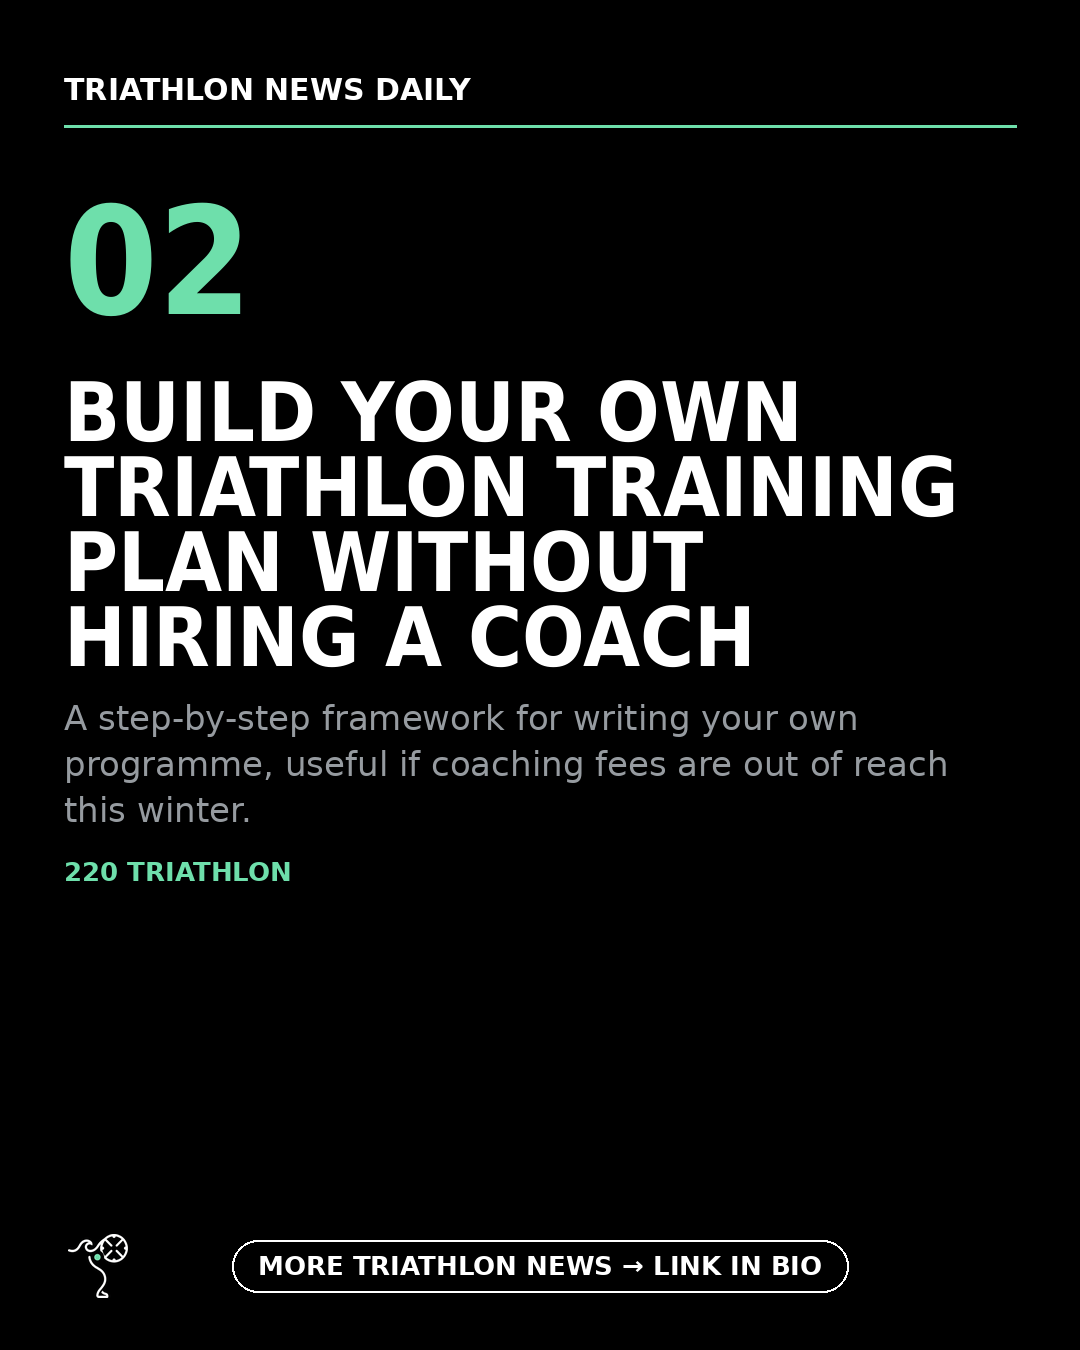 TRIATHLON NEWS DAILY
02
BUILD YOUR OWN
TRIATHLON TRAINING
PLAN WITHOUT
HIRING A COACH
A step-by-step framework for writing your own
programme, useful if coaching fees are out of reach
this winter.
220 TRIATHLON
MORE TRIATHLON NEWS → LINK IN BIO